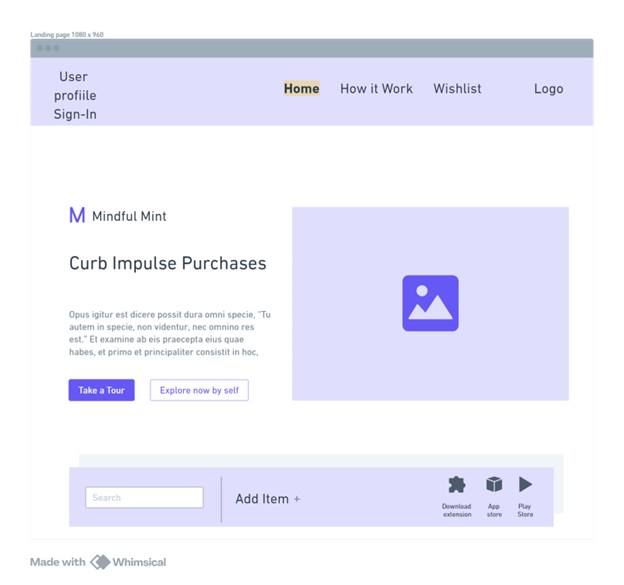 Landing page 1080 x 960
User
profiile
Sign-In
Home How it Work Wishlist Logo
M Mindful Mint
Curb Impulse Purchases
Opus igitur est dicere possit dura omni specie, "Tu
autem in specie, non videntur, nec omnino res
est." Et examine ab eis praecepta eius quae
habes, et primo et principaliter consistit in hoc,
Take a Tour Explore now by self
Search Add Item +
Download
extension
App
store
Play
Store
Made with Whimsical